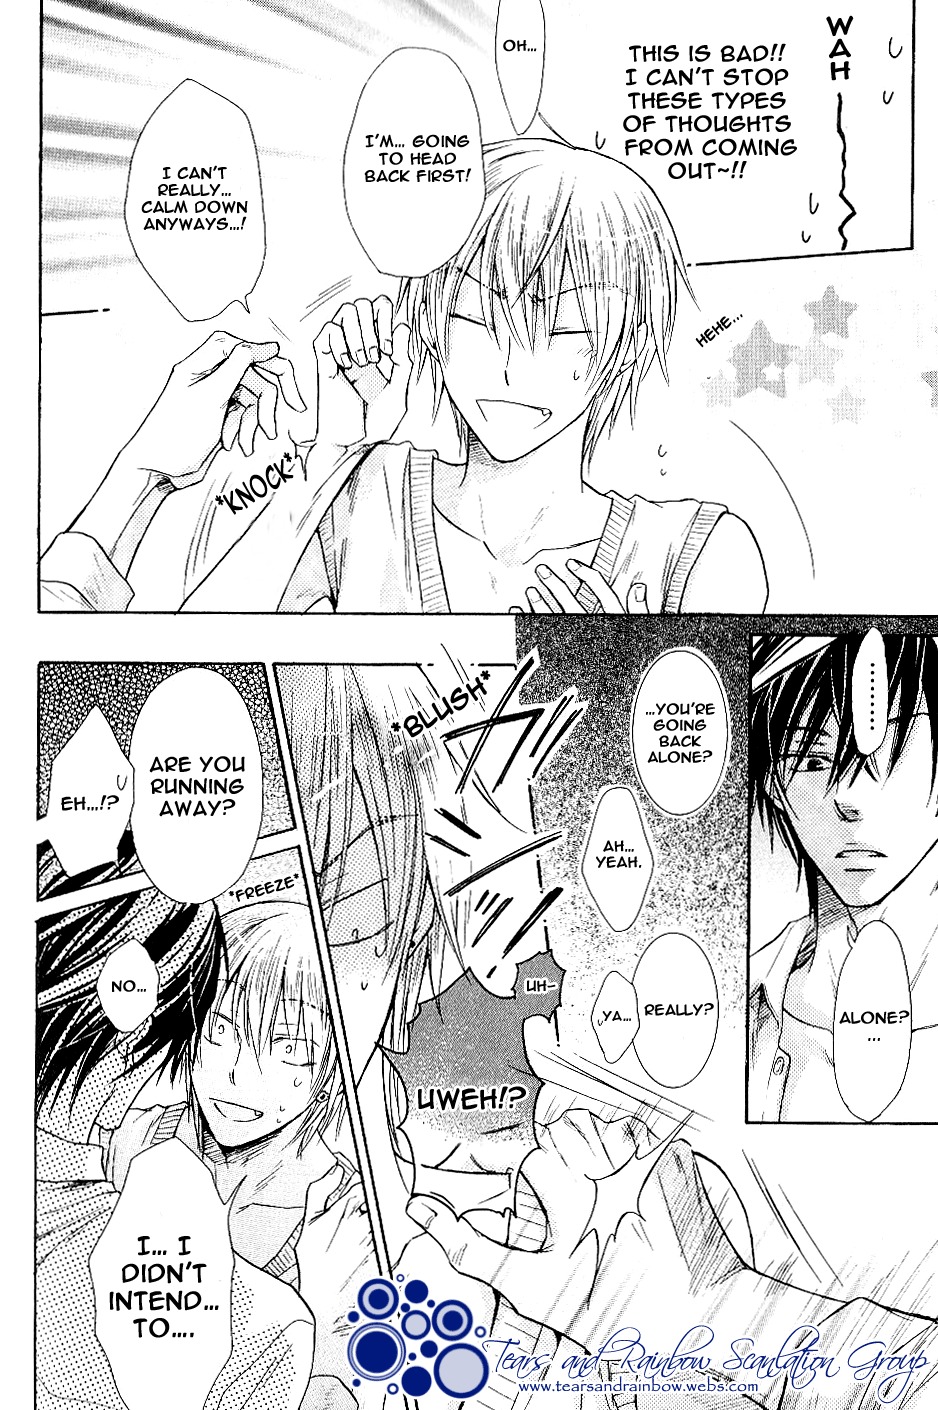 WAH
THIS IS BAD!!
I CAN'T STOP
THESE TYPES
OF THOUGHTS
FROM COMING
OUT~!!
OH...
I'M... GOING
TO HEAD
BACK FIRST!
I CAN'T
REALLY...
CALM DOWN
ANYWAYS...!
HEHE...
*KNOCK*
.........
ALONE?
...
...YOU'RE
GOING
BACK
ALONE?
AH...
YEAH.
REALLY?
YA...
*BLUSH*
UH-
UWEH!?
ARE YOU
RUNNING
AWAY?
EH...!?
*FREEZE*
NO...
I... I
DIDN'T
INTEND...
TO....
Tears and Rainbow Scanlation Group
www.tearsandrainbow.webs.com